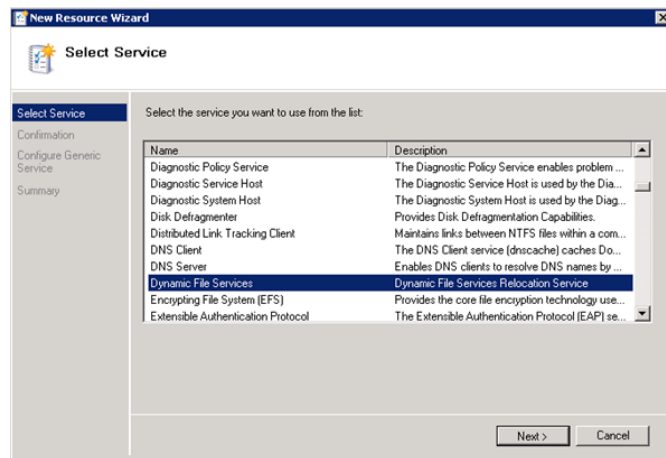 New Resource Wizard
Select Service
Select Service
Confirmation
Configure Generic
Service
Summary
Select the service you want to use from the list:
Name Description
Diagnostic Policy Service The Diagnostic Policy Service enables problem ...
Diagnostic Service Host The Diagnostic Service Host is used by the Dia...
Diagnostic System Host The Diagnostic System Host is used by the Diag...
Disk Defragmenter Provides Disk Defragmentation Capabilities.
Distributed Link Tracking Client Maintains links between NTFS files within a com...
DNS Client The DNS Client service (dnscache) caches Do...
DNS Server Enables DNS clients to resolve DNS names by ...
Dynamic File Services Dynamic File Services Relocation Service
Encrypting File System (EFS) Provides the core file encryption technology use...
Extensible Authentication Protocol The Extensible Authentication Protocol (EAP) se...
Next > Cancel